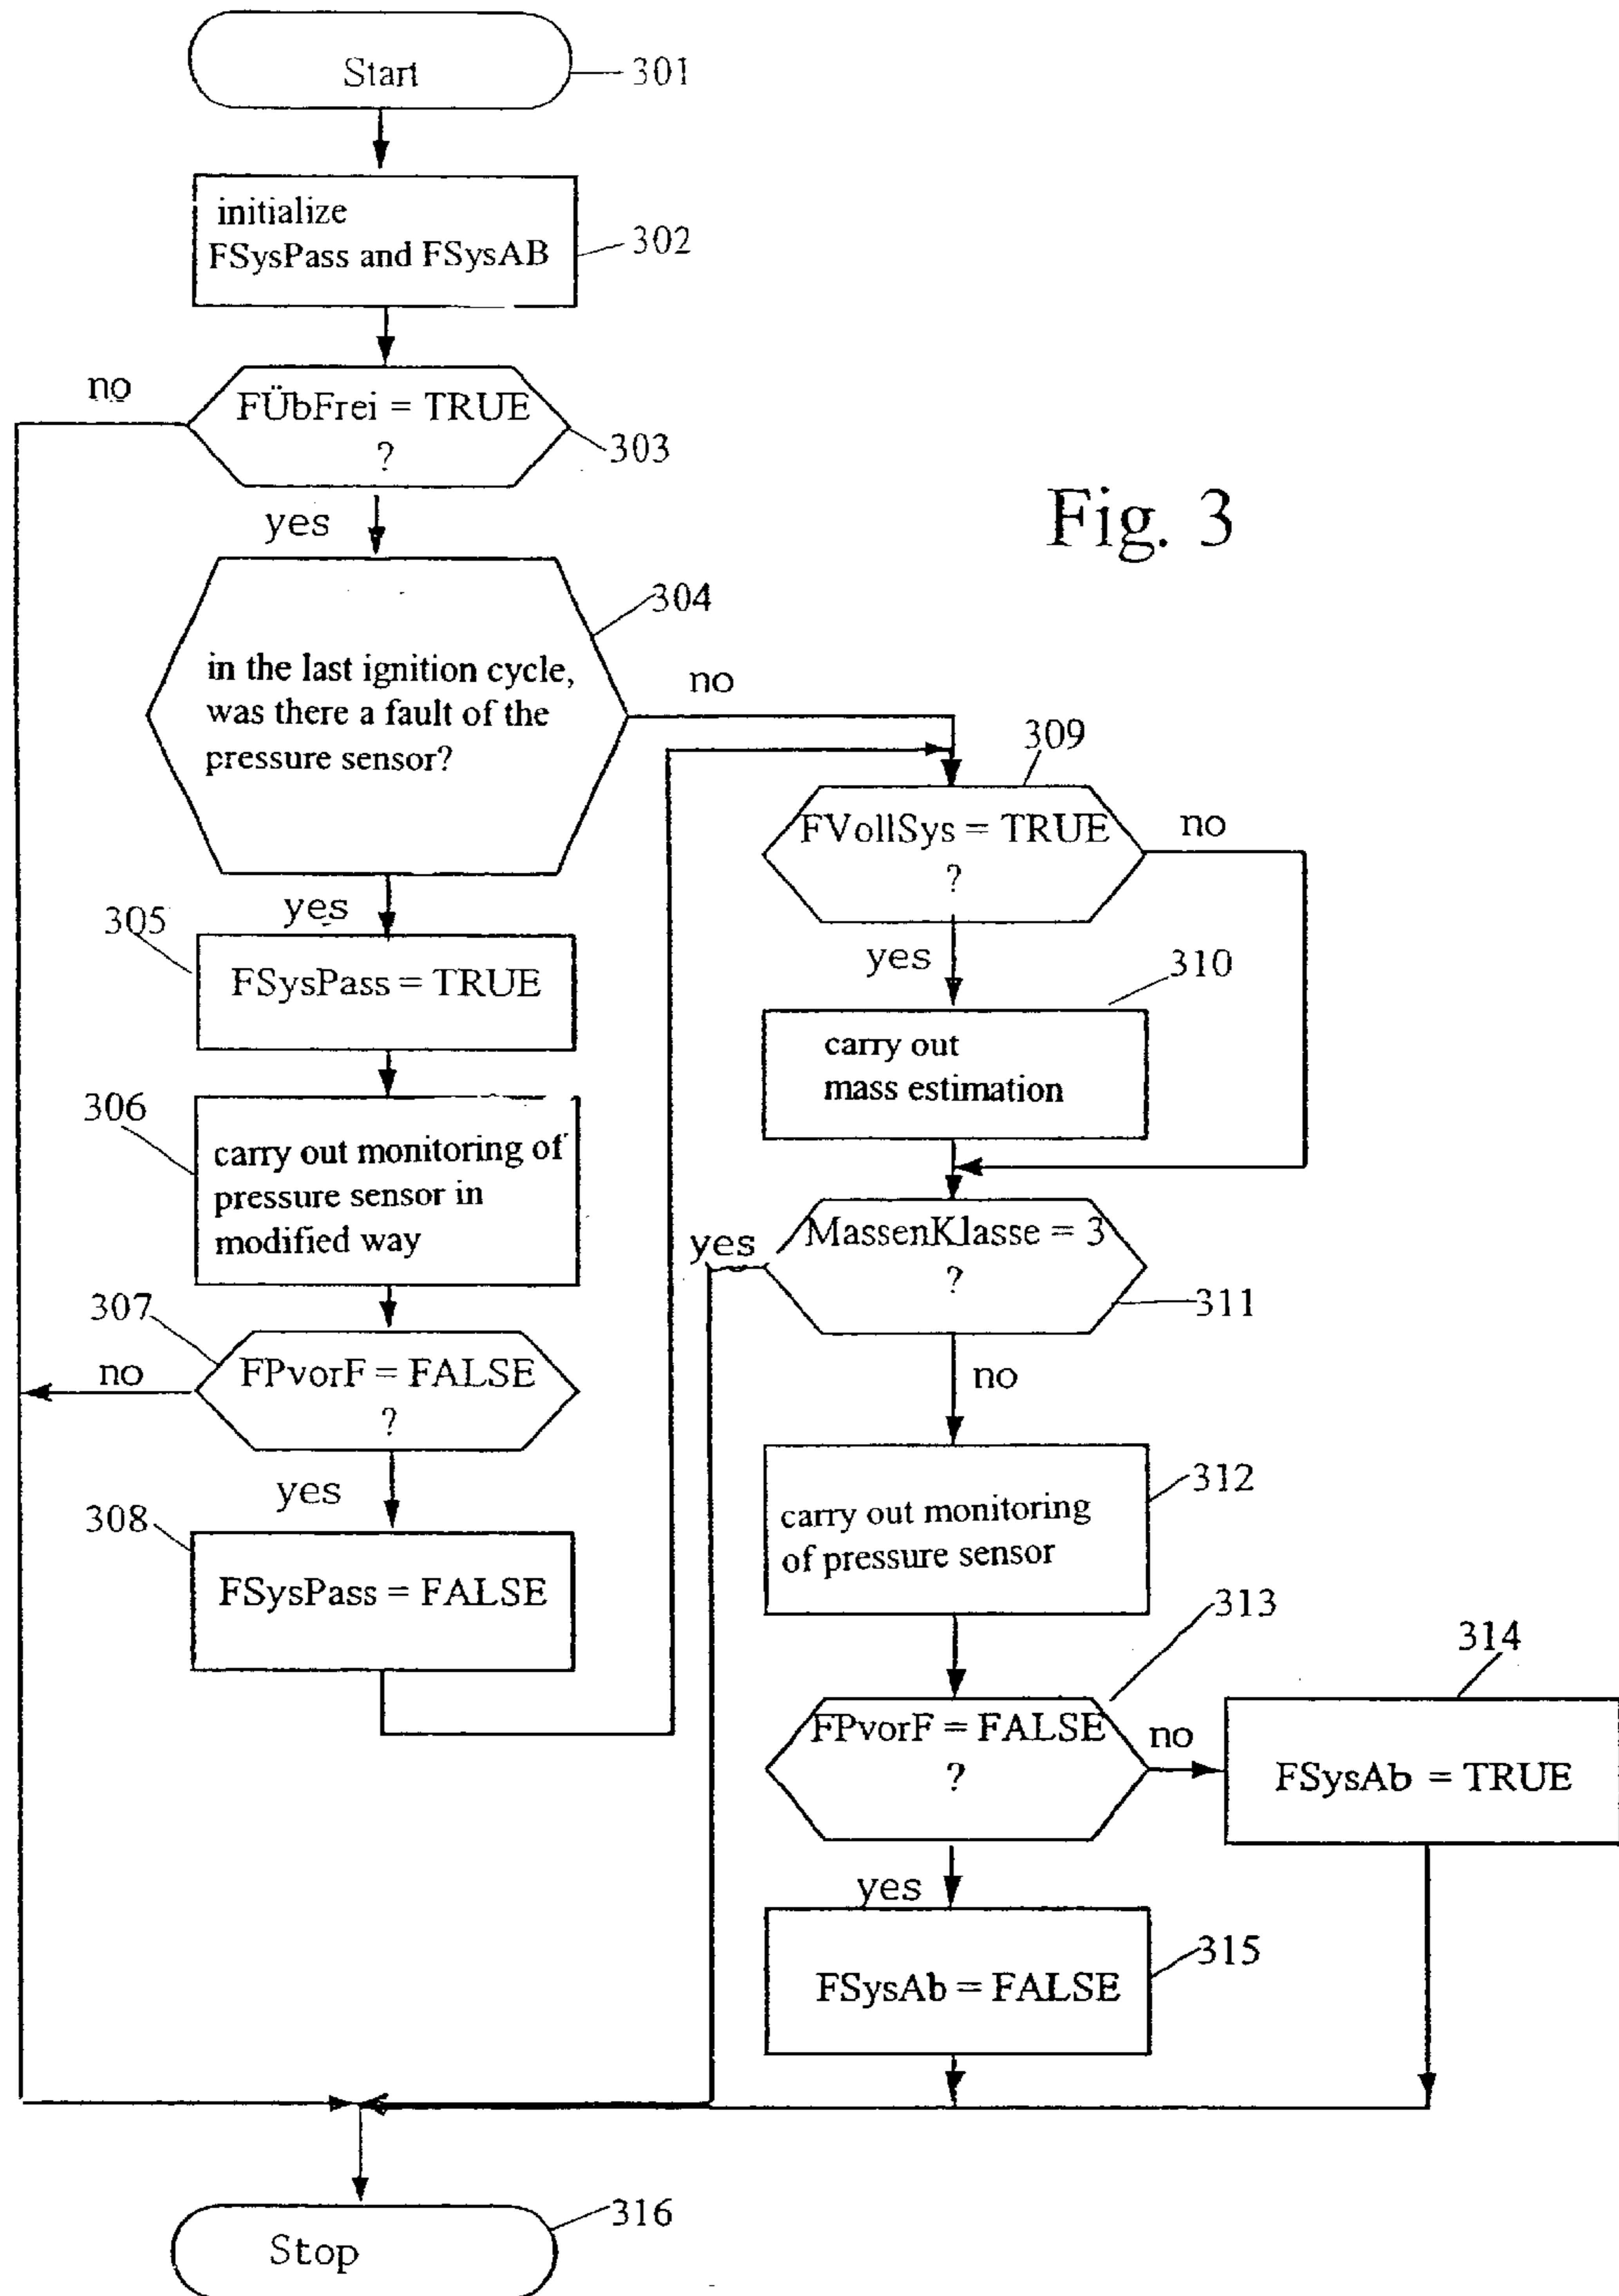 Start
301
initialize
FSysPass and FSysAB
302
no
FÜbFrei = TRUE
?
303
yes
Fig. 3
304
in the last ignition cycle,
was there a fault of the
pressure sensor?
no
yes
305
FSysPass = TRUE
306
carry out monitoring of
pressure sensor in
modified way
307
no
FPvorF = FALSE
?
yes
308
FSysPass = FALSE
309
FVollSys = TRUE
?
no
yes
310
carry out
mass estimation
yes
MassenKlasse = 3
?
311
no
312
carry out monitoring
of pressure sensor
313
FPvorF = FALSE
?
no
314
FSysAb = TRUE
yes
315
FSysAb = FALSE
316
Stop